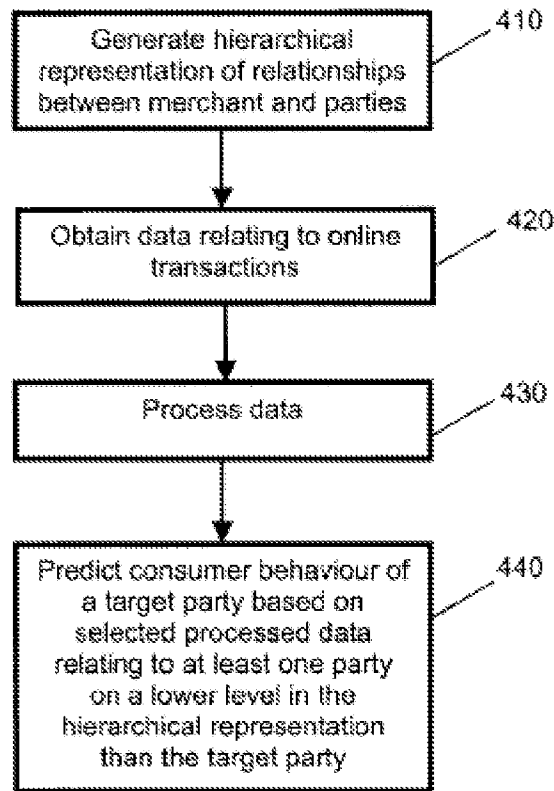 Generate hierarchical
representation of relationships
between merchant and parties
410
Obtain data relating to online
transactions
420
Process data
430
Predict consumer behaviour of
a target party based on
selected processed data
relating to at least one party
on a lower level in the
hierarchical representation
than the target party
440